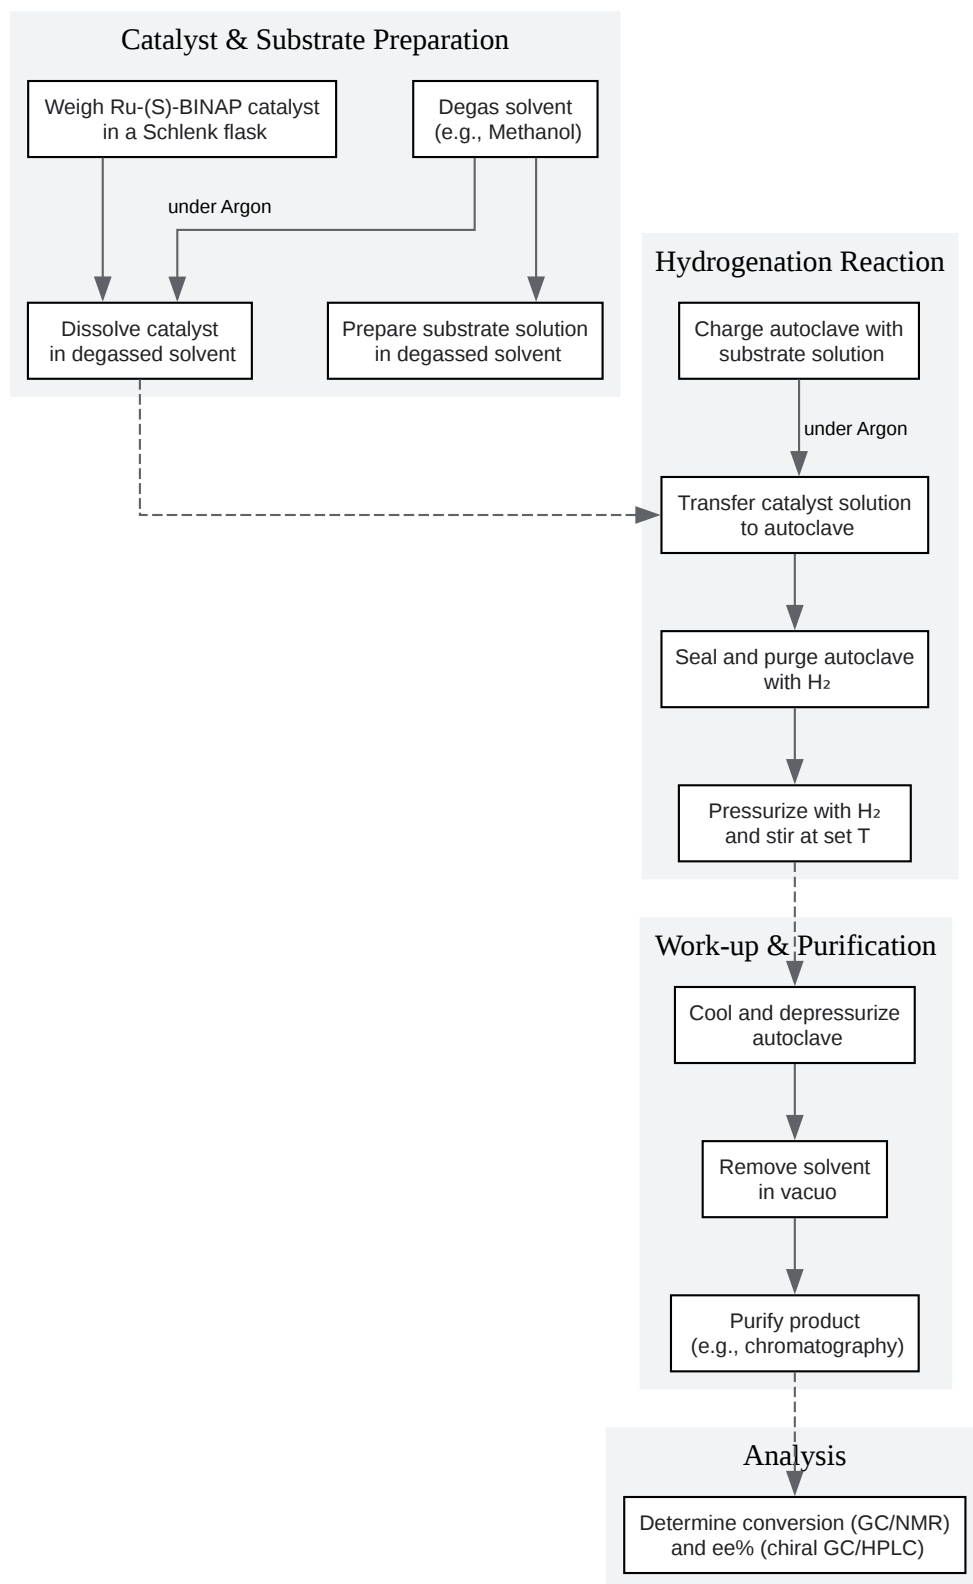 Catalyst & Substrate Preparation
Weigh Ru-(S)-BINAP catalyst
in a Schlenk flask
Degas solvent
(e.g., Methanol)
under Argon
Dissolve catalyst
in degassed solvent
Prepare substrate solution
in degassed solvent
Hydrogenation Reaction
Charge autoclave with
substrate solution
under Argon
Transfer catalyst solution
to autoclave
Seal and purge autoclave
with H₂
Pressurize with H₂
and stir at set T
Work-up & Purification
Cool and depressurize
autoclave
Remove solvent
in vacuo
Purify product
(e.g., chromatography)
Analysis
Determine conversion (GC/NMR)
and ee% (chiral GC/HPLC)